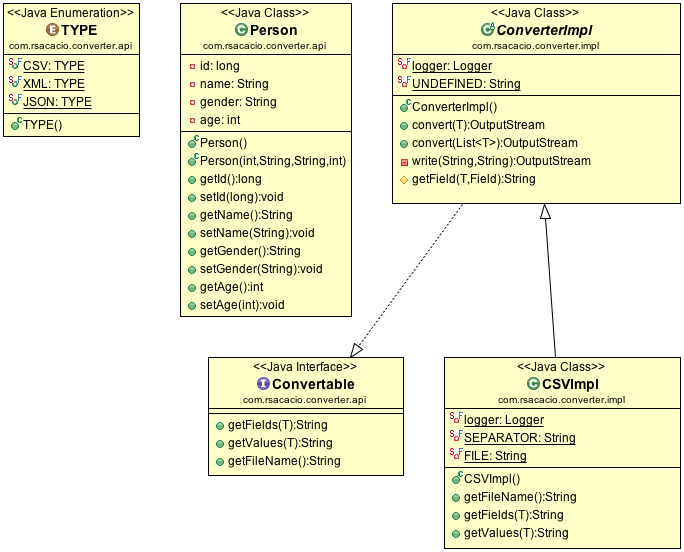 <<Java Enumeration>>
TYPE
com.rsacacio.converter.api
CSV: TYPE
XML: TYPE
JSON: TYPE
TYPE()
<<Java Class>>
Person
com.rsacacio.converter.api
id: long
name: String
gender: String
age: int
Person()
Person(int,String,String,int)
getId():long
setId(long):void
getName():String
setName(String):void
getGender():String
setGender(String):void
getAge():int
setAge(int):void
<<Java Class>>
ConverterImpl
com.rsacacio.converter.impl
logger: Logger
UNDEFINED: String
ConverterImpl()
convert(T):OutputStream
convert(List<T>):OutputStream
write(String,String):OutputStream
getField(T,Field):String
<<Java Interface>>
Convertable
com.rsacacio.converter.api
getFields(T):String
getValues(T):String
getFileName():String
<<Java Class>>
CSVImpl
com.rsacacio.converter.impl
logger: Logger
SEPARATOR: String
FILE: String
CSVImpl()
getFileName():String
getFields(T):String
getValues(T):String